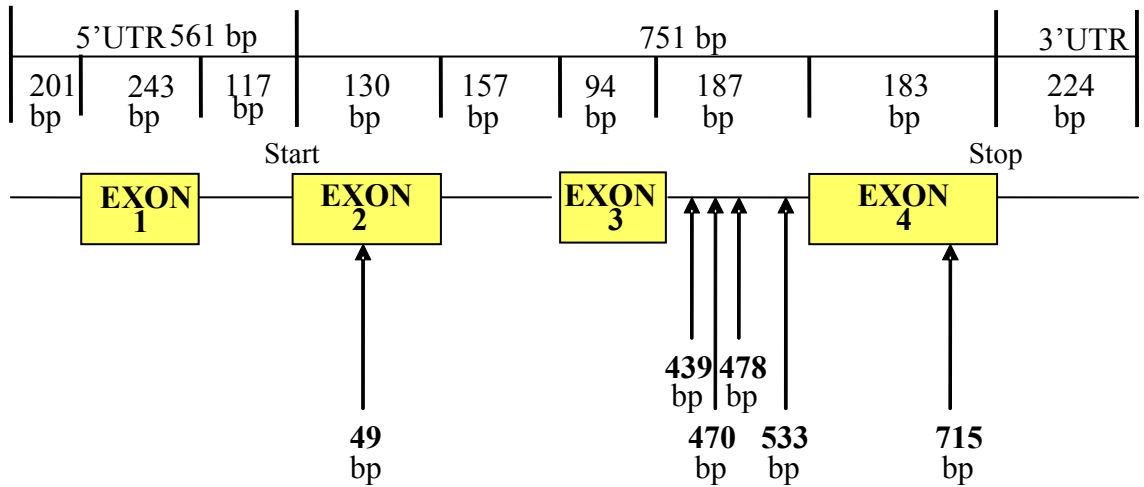 5’UTR 561 bp 751 bp 3’UTR
201 243 117 130 157 94 187 183 224
bp bp bp bp bp bp bp bp bp
Start Stop
EXON EXON EXON EXON
1 2 3 4
439 478
bp bp
49 470 533 715
bp bp bp bp